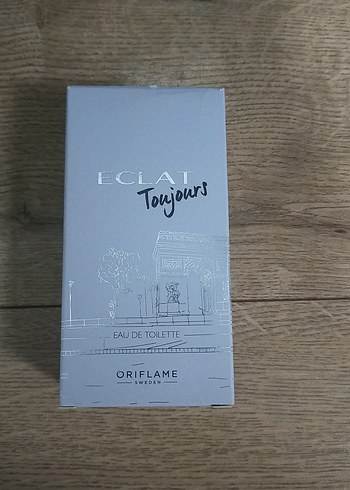 ECLAT
Toujours
EAU DE TOILETTE
ORIFLAME
SWEDEN